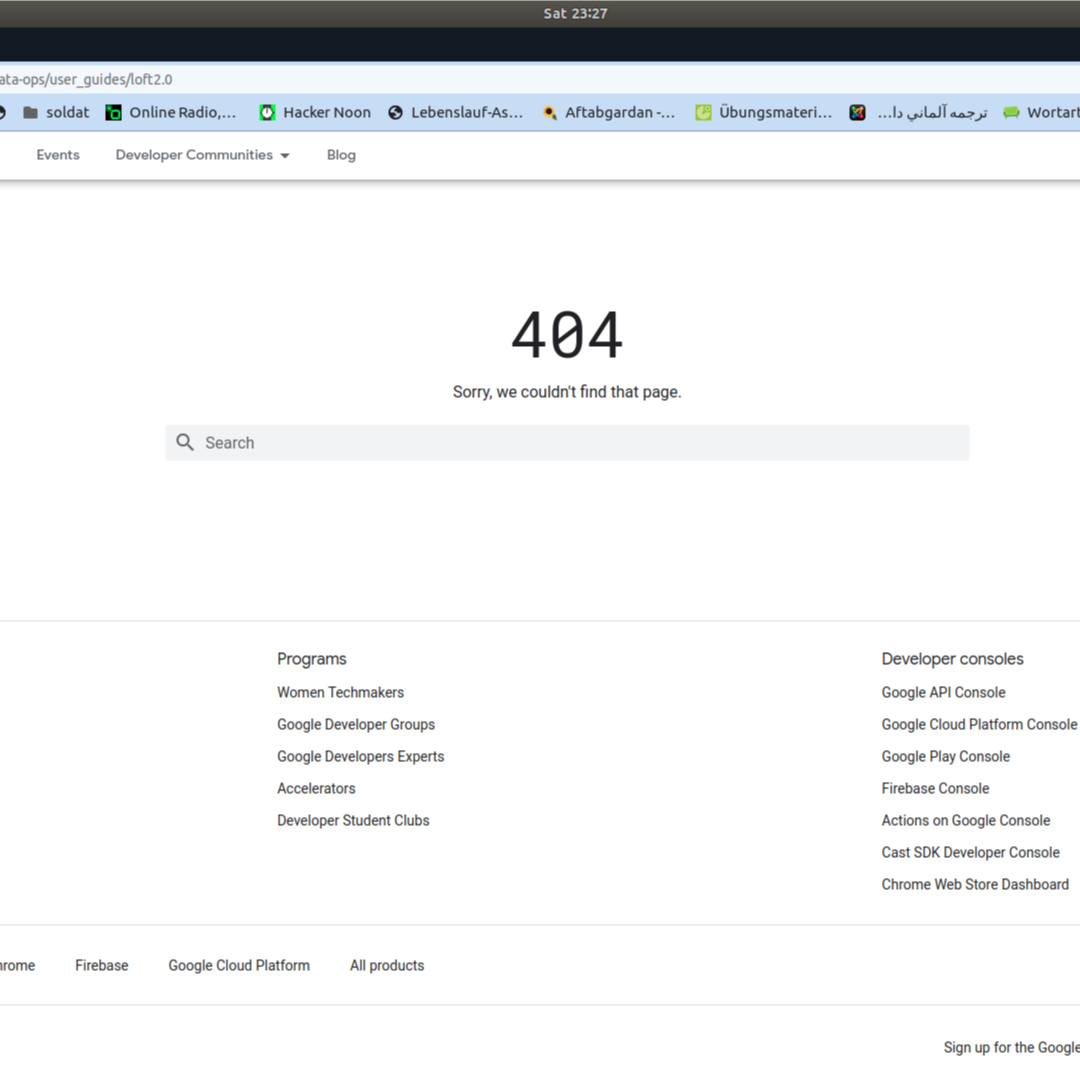 Sat 23:27
ata-ops/user_guides/loft2.0
soldat Online Radio,... Hacker Noon Lebenslauf-As... Aftabgardan -... Übungsmateri... ترجمه آلماني دا... Wortart
Events Developer Communities Blog
404
Sorry, we couldn't find that page.
Search
Programs
Women Techmakers
Google Developer Groups
Google Developers Experts
Accelerators
Developer Student Clubs
Developer consoles
Google API Console
Google Cloud Platform Console
Google Play Console
Firebase Console
Actions on Google Console
Cast SDK Developer Console
Chrome Web Store Dashboard
hrome Firebase Google Cloud Platform All products
Sign up for the Google